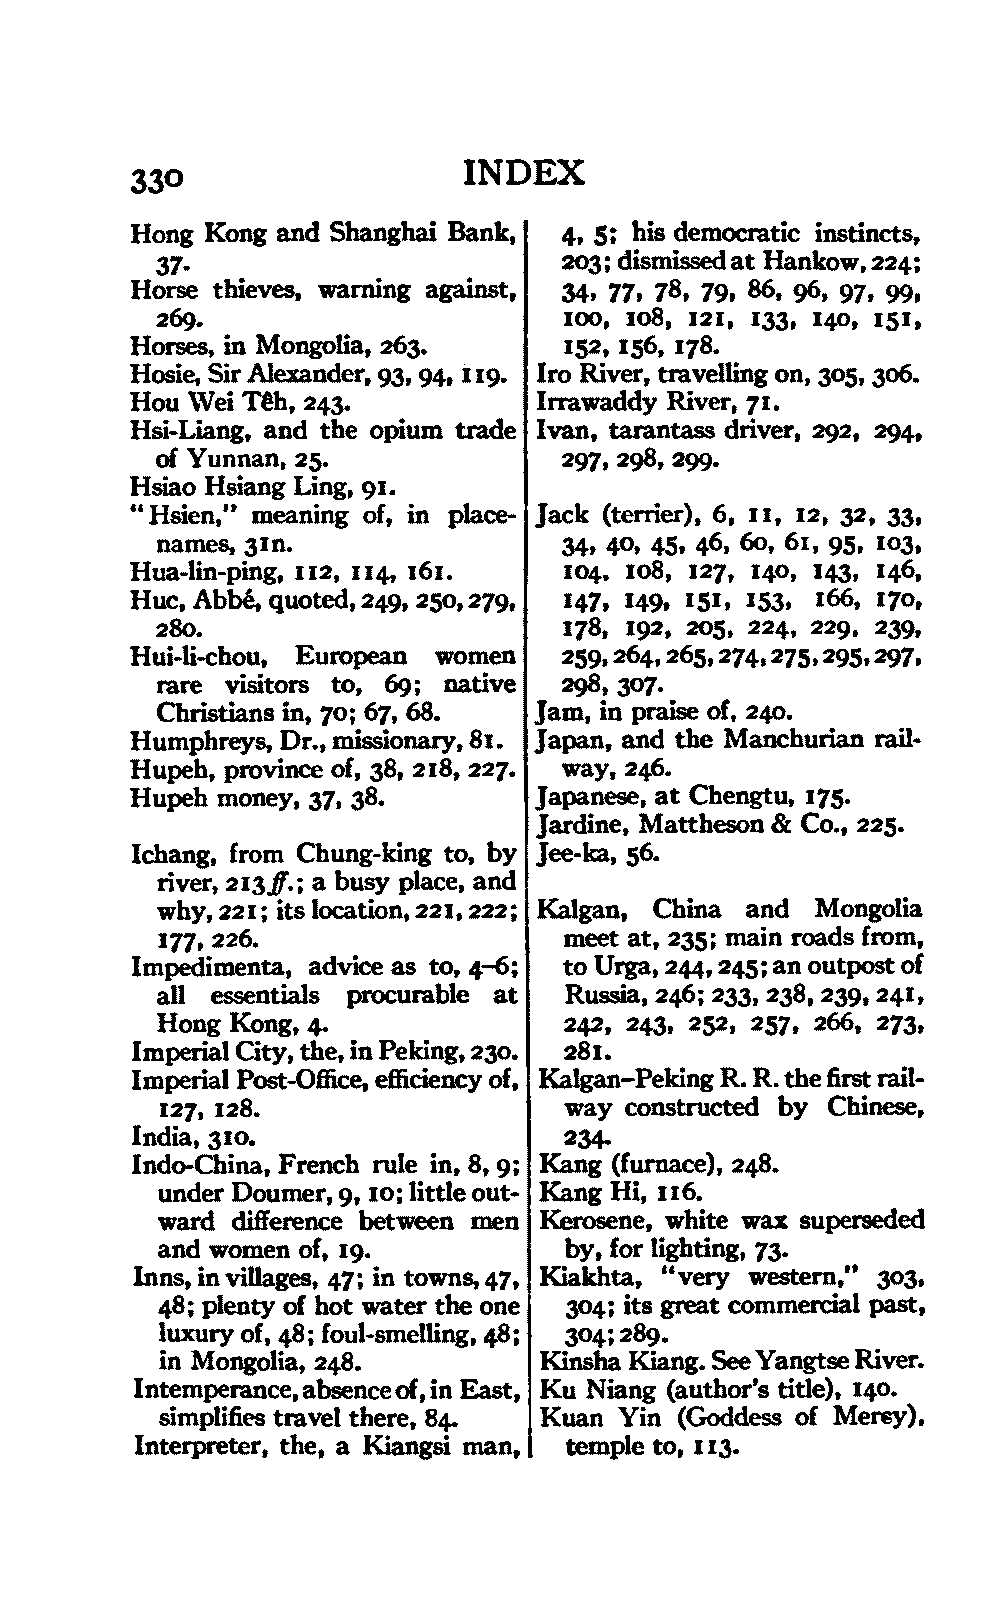 330
INDEX
Hong Kong and Shanghai Bank,
37.
Horse thieves, warning against,
269.
Horses, in Mongolia, 263.
Hosie, Sir Alexander, 93, 94, 119.
Hou Wei Têh, 243.
Hsi-Liang, and the opium trade
of Yunnan, 25.
Hsiao Hsiang Ling, 91.
"Hsien," meaning of, in place-
names, 31n.
Hua-lin-ping, 112, 114, 161.
Huc, Abbé, quoted, 249, 250, 279,
280.
Hui-li-chou, European women
rare visitors to, 69; native
Christians in, 70; 67, 68.
Humphreys, Dr., missionary, 81.
Hupeh, province of, 38, 218, 227.
Hupeh money, 37, 38.
Ichang, from Chung-king to, by
river, 213ff.; a busy place, and
why, 221; its location, 221, 222;
177, 226.
Impedimenta, advice as to, 4–6;
all essentials procurable at
Hong Kong, 4.
Imperial City, the, in Peking, 230.
Imperial Post-Office, efficiency of,
127, 128.
India, 310.
Indo-China, French rule in, 8, 9;
under Doumer, 9, 10; little out-
ward difference between men
and women of, 19.
Inns, in villages, 47; in towns, 47,
48; plenty of hot water the one
luxury of, 48; foul-smelling, 48;
in Mongolia, 248.
Intemperance, absence of, in East,
simplifies travel there, 84.
Interpreter, the, a Kiangsi man,
4, 5; his democratic instincts,
203; dismissed at Hankow, 224;
34, 77, 78, 79, 86, 96, 97, 99,
100, 108, 121, 133, 140, 151,
152, 156, 178.
Iro River, travelling on, 305, 306.
Irrawaddy River, 71.
Ivan, tarantass driver, 292, 294,
297, 298, 299.
Jack (terrier), 6, 11, 12, 32, 33,
34, 40, 45, 46, 60, 61, 95, 103,
104, 108, 127, 140, 143, 146,
147, 149, 151, 153, 166, 170,
178, 192, 205, 224, 229, 239,
259, 264, 265, 274, 275, 295, 297,
298, 307.
Jam, in praise of, 240.
Japan, and the Manchurian rail-
way, 246.
Japanese, at Chengtu, 175.
Jardine, Mattheson & Co., 225.
Jee-ka, 56.
Kalgan, China and Mongolia
meet at, 235; main roads from,
to Urga, 244, 245; an outpost of
Russia, 246; 233, 238, 239, 241,
242, 243, 252, 257, 266, 273,
281.
Kalgan–Peking R. R. the first rail-
way constructed by Chinese,
234.
Kang (furnace), 248.
Kang Hi, 116.
Kerosene, white wax superseded
by, for lighting, 73.
Kiakhta, "very western," 303,
304; its great commercial past,
304; 289.
Kinsha Kiang. See Yangtse River.
Ku Niang (author's title), 140.
Kuan Yin (Goddess of Mercy),
temple to, 113.